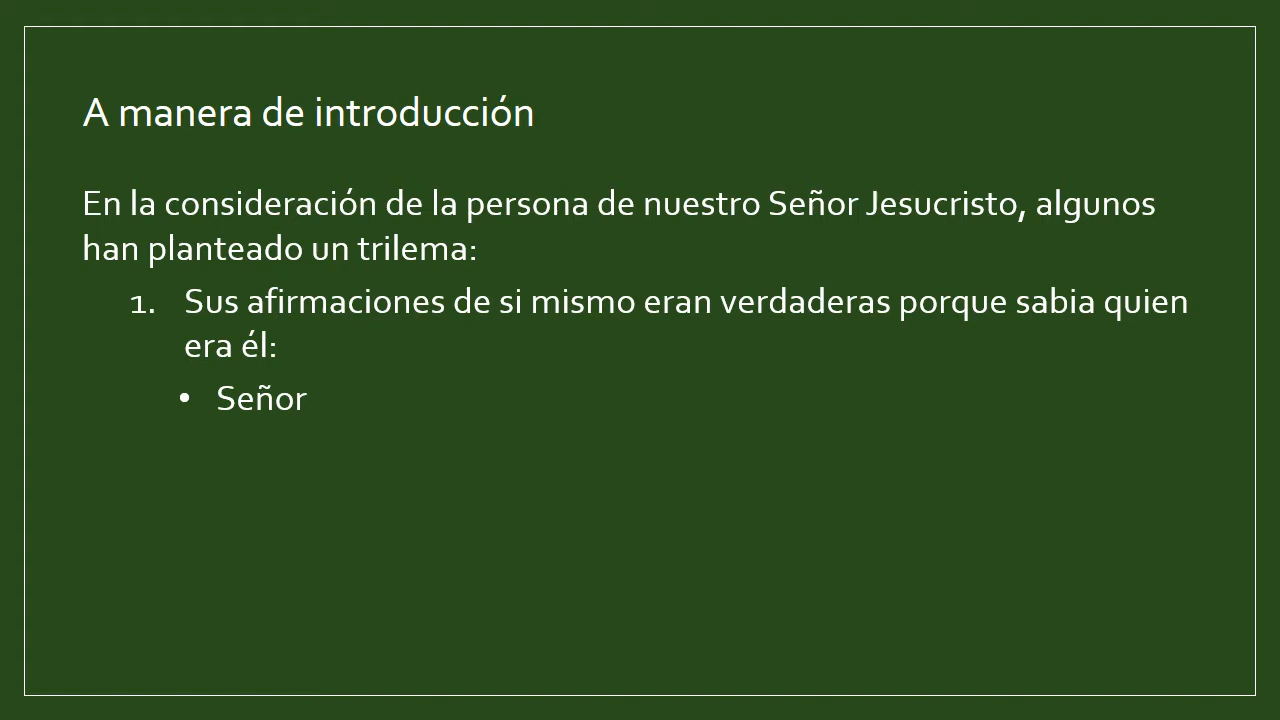 A manera de introducción
En la consideración de la persona de nuestro Señor Jesucristo, algunos
han planteado un trilema:
1. Sus afirmaciones de si mismo eran verdaderas porque sabia quien
era él:
• Señor